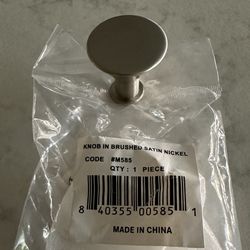 KNOB IN BRUSHED SATIN NICKEL
CODE #M585
QTY: 1 PIECE
8 40355 00585 1
MADE IN CHINA